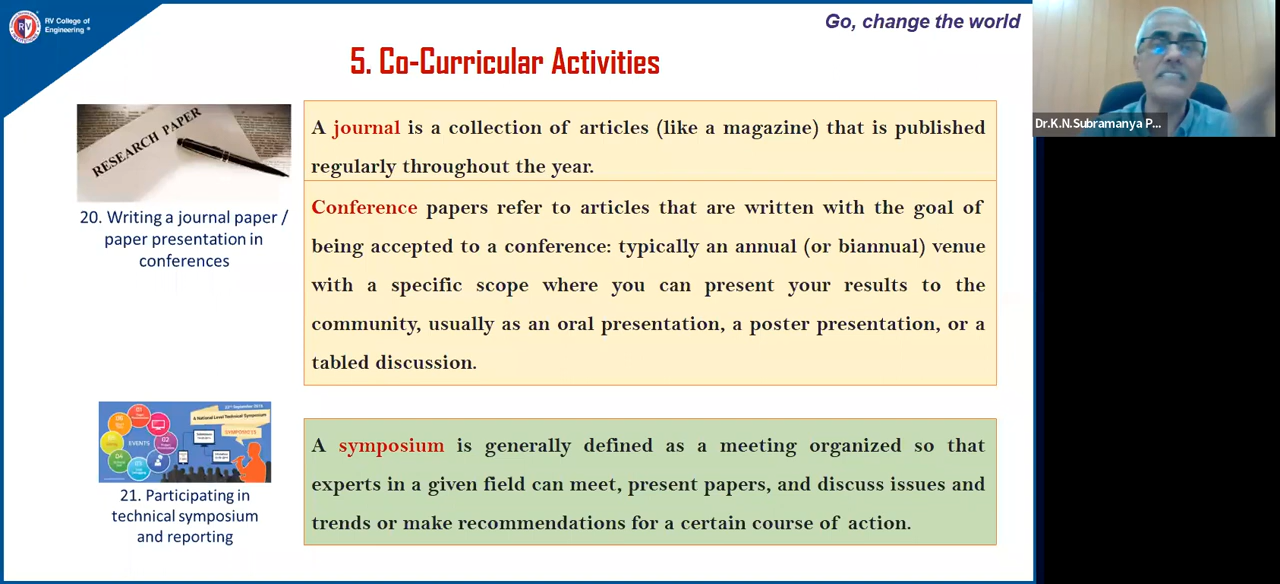 RV College of
Engineering ®
Go, change the world
5. Co-Curricular Activities
RESEARCH PAPER
20. Writing a journal paper /
paper presentation in
conferences
A journal is a collection of articles (like a magazine) that is published
regularly throughout the year.
Conference papers refer to articles that are written with the goal of
being accepted to a conference: typically an annual (or biannual) venue
with a specific scope where you can present your results to the
community, usually as an oral presentation, a poster presentation, or a
tabled discussion.
A National Level Technical Symposium
EVENTS
02
04
21. Participating in
technical symposium
and reporting
A symposium is generally defined as a meeting organized so that
experts in a given field can meet, present papers, and discuss issues and
trends or make recommendations for a certain course of action.
Dr.K.N.Subramanya P...